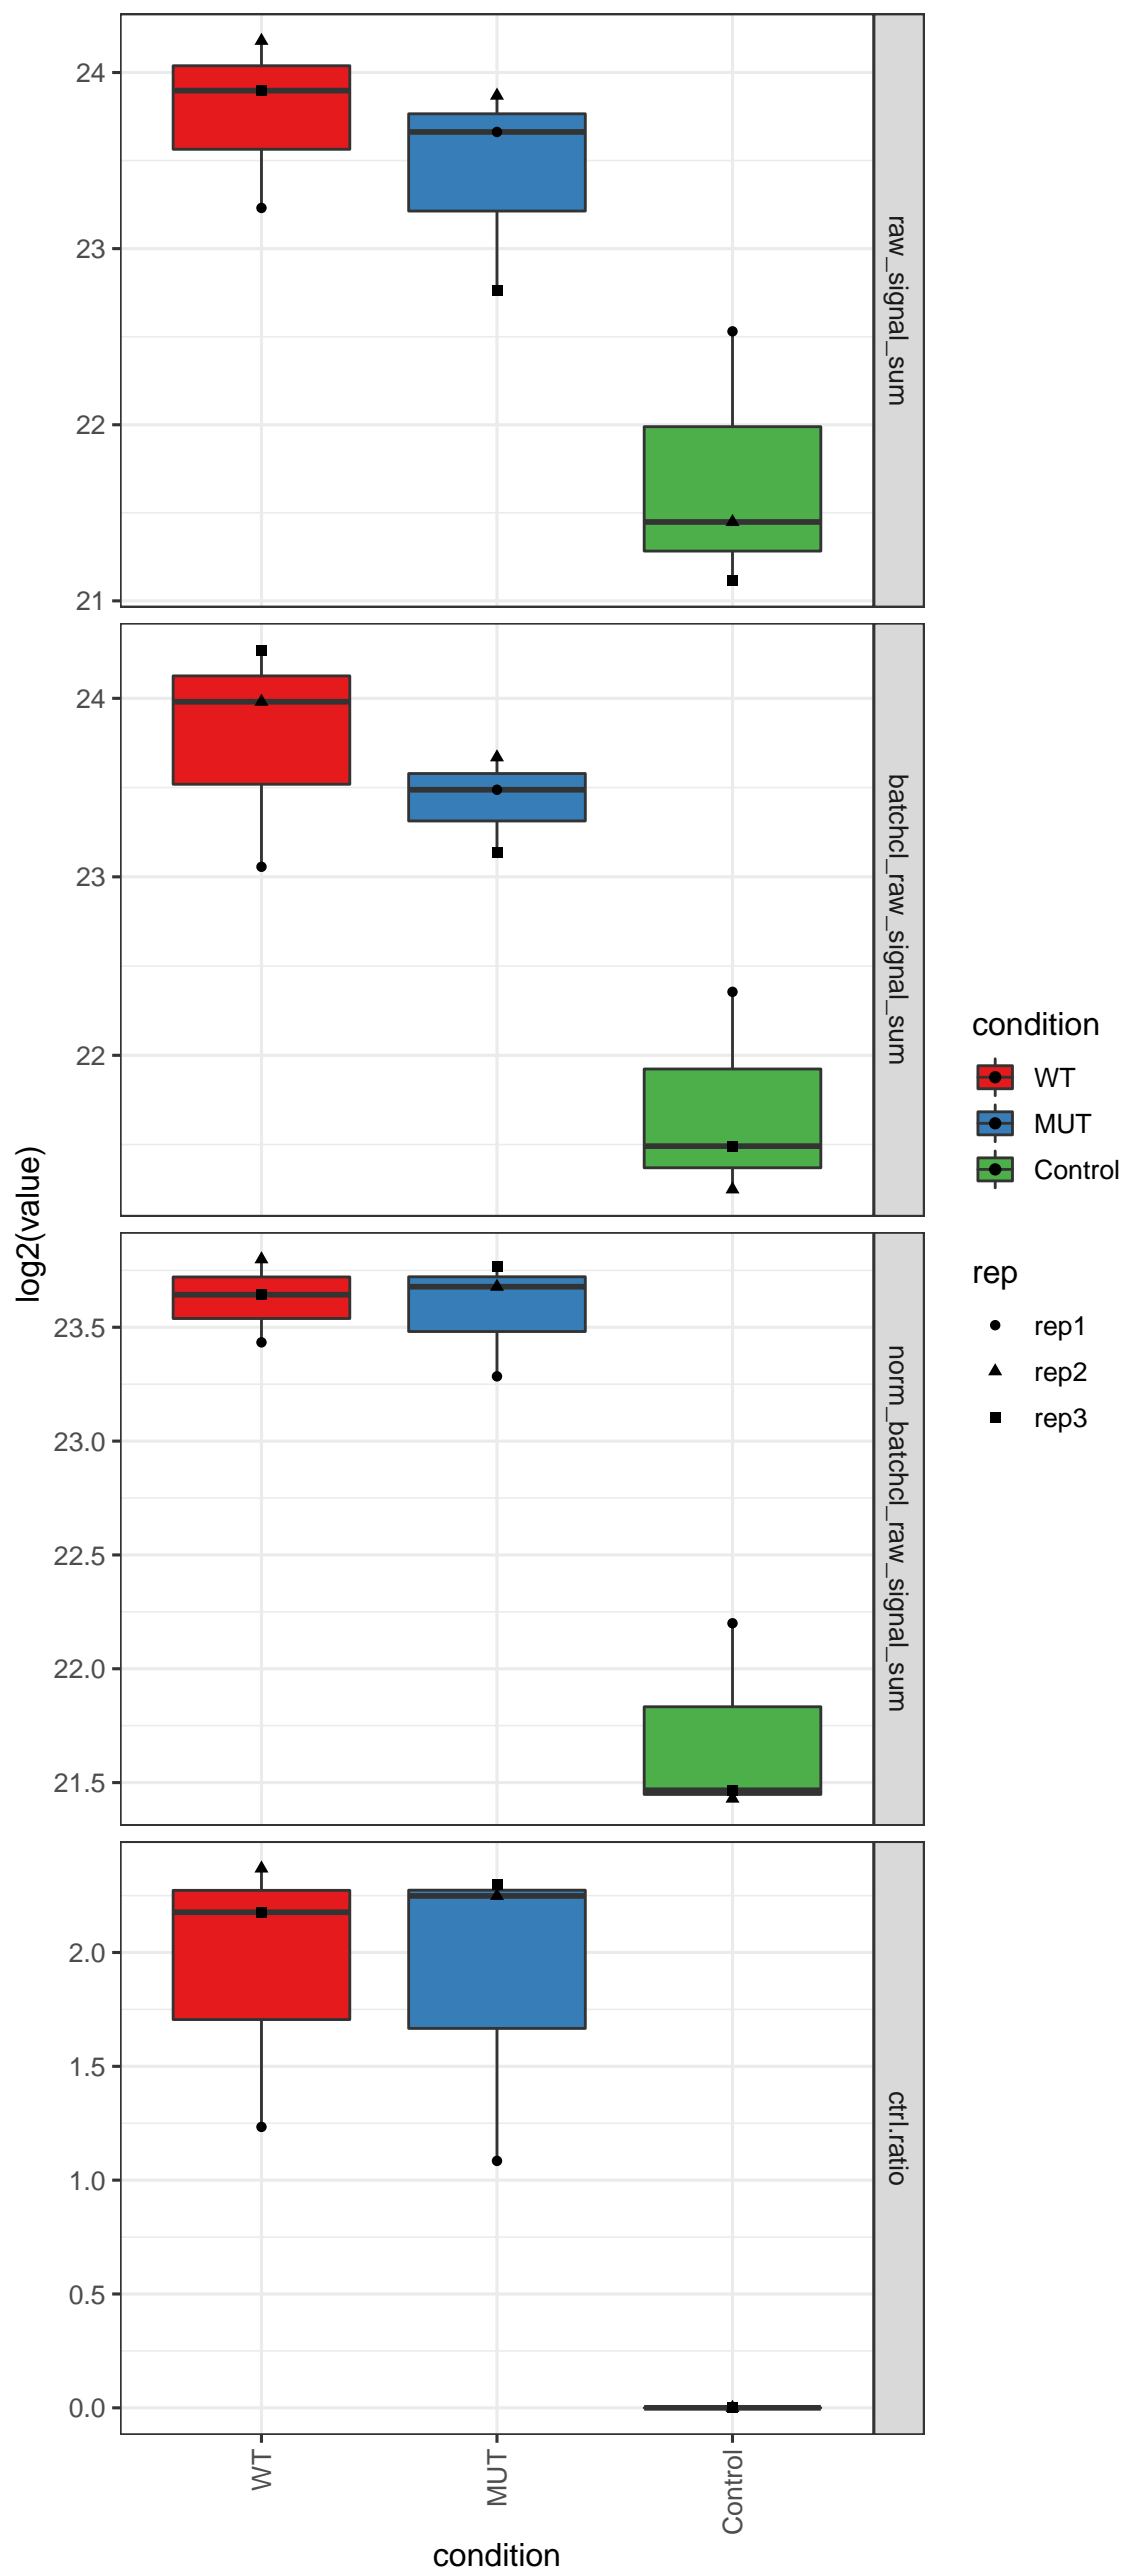 log2(value)
24
23
22
21
raw_signal_sum
24
23
22
batchcl_raw_signal_sum
23.5
23.0
22.5
22.0
21.5
norm_batchcl_raw_signal_sum
2.0
1.5
1.0
0.5
0.0
ctrl.ratio
WT
MUT
Control
condition
condition
WT
MUT
Control
rep
rep1
rep2
rep3